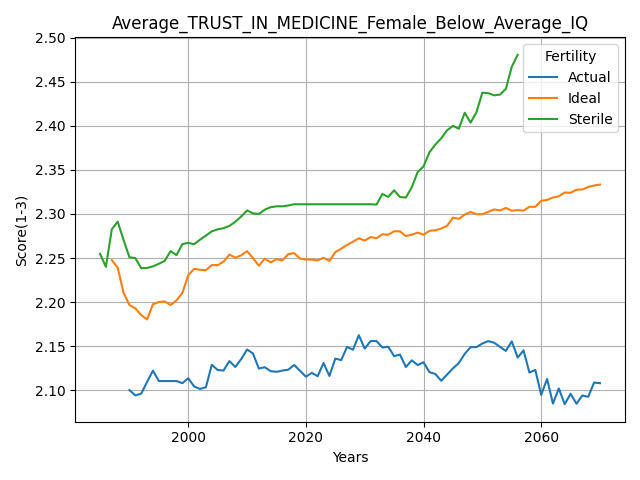 Average_TRUST_IN_MEDICINE_Female_Below_Average_IQ
Score(1-3)
2.50
2.45
2.40
2.35
2.30
2.25
2.20
2.15
2.10
Fertility
Actual
Ideal
Sterile
2000
2020
2040
2060
Years